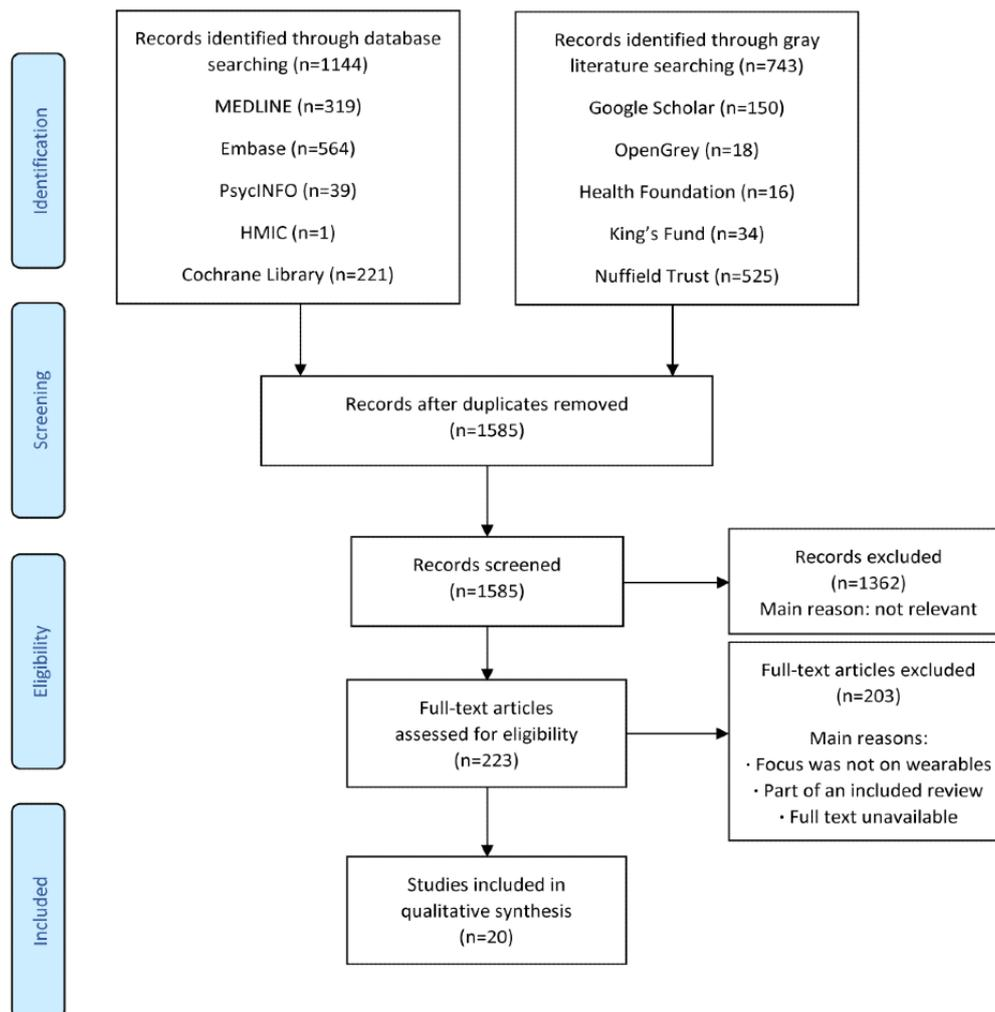 Identification
Records identified through database
searching (n=1144)
MEDLINE (n=319)
Embase (n=564)
PsycINFO (n=39)
HMIC (n=1)
Cochrane Library (n=221)
Records identified through gray
literature searching (n=743)
Google Scholar (n=150)
OpenGrey (n=18)
Health Foundation (n=16)
King's Fund (n=34)
Nuffield Trust (n=525)
Screening
Records after duplicates removed
(n=1585)
Eligibility
Records screened
(n=1585)
Records excluded
(n=1362)
Main reason: not relevant
Full-text articles
assessed for eligibility
(n=223)
Full-text articles excluded
(n=203)
Main reasons:
· Focus was not on wearables
· Part of an included review
· Full text unavailable
Included
Studies included in
qualitative synthesis
(n=20)